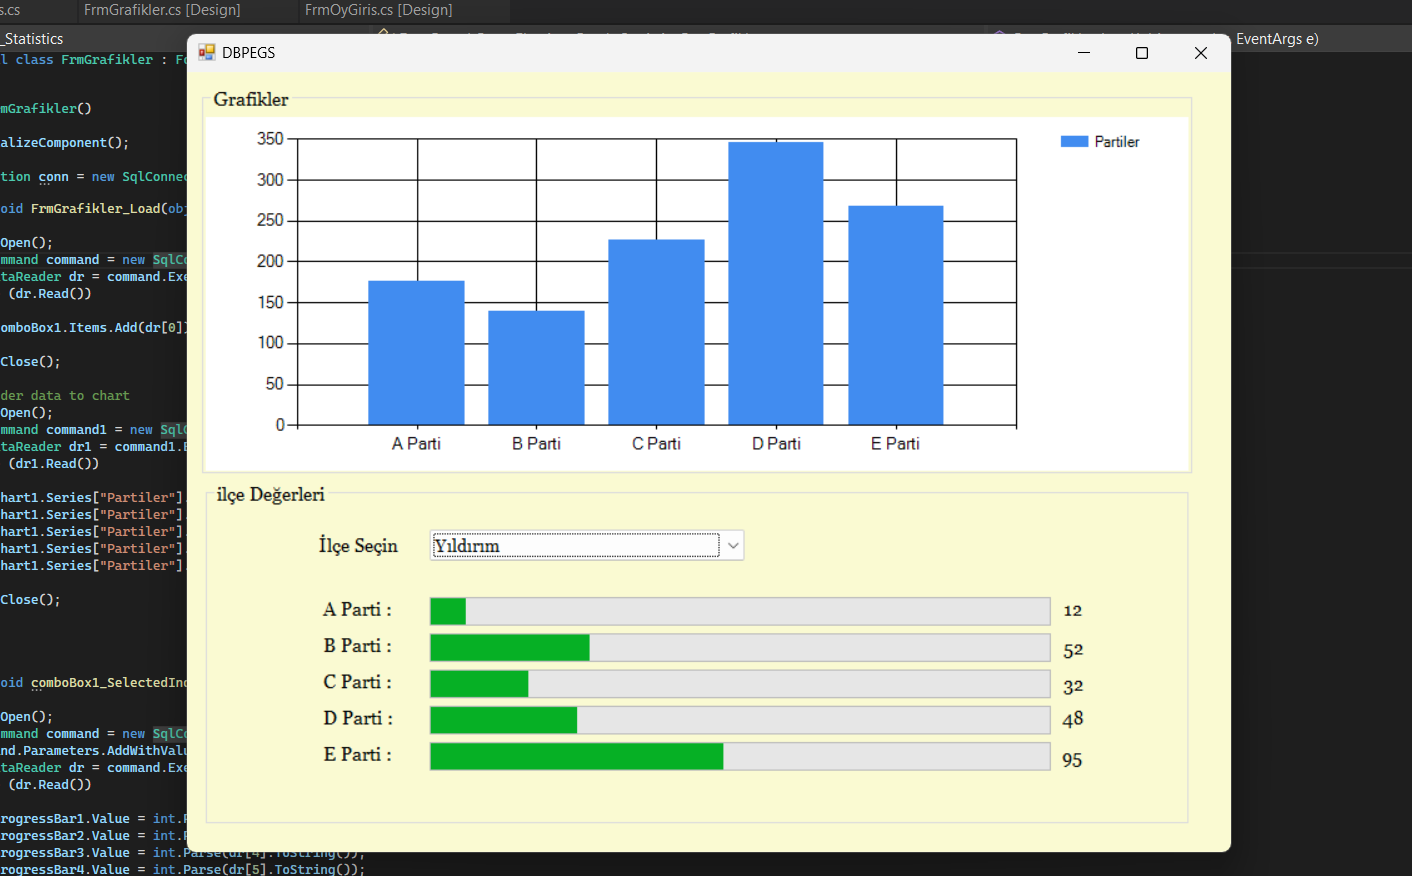 s.cs FrmGrafikler.cs [Design] FrmOyGiris.cs [Design]
_Statistics EventArgs e)
l class FrmGrafikler : Fo
mGrafikler()
alizeComponent();
tion conn = new SqlConnec
oid FrmGrafikler_Load(obj
Open();
mmand command = new SqlCo
taReader dr = command.Exe
(dr.Read())
omboBox1.Items.Add(dr[0]
Close();
der data to chart
Open();
mmand command1 = new SqlC
taReader dr1 = command1.E
(dr1.Read())
hart1.Series["Partiler"].
hart1.Series["Partiler"].
hart1.Series["Partiler"].
hart1.Series["Partiler"].
hart1.Series["Partiler"].
Close();
oid comboBox1_SelectedInd
Open();
mmand command = new SqlCo
nd.Parameters.AddWithValu
taReader dr = command.Exe
(dr.Read())
rogressBar1.Value = int.P
rogressBar2.Value = int.P
rogressBar3.Value = int.Parse(dr[4].ToString());
rogressBar4.Value = int.Parse(dr[5].ToString());
DBPEGS
Grafikler
350
300
250
200
150
100
50
0
A Parti B Parti C Parti D Parti E Parti
Partiler
ilçe Değerleri
İlçe Seçin Yıldırım
A Parti : 12
B Parti : 52
C Parti : 32
D Parti : 48
E Parti : 95